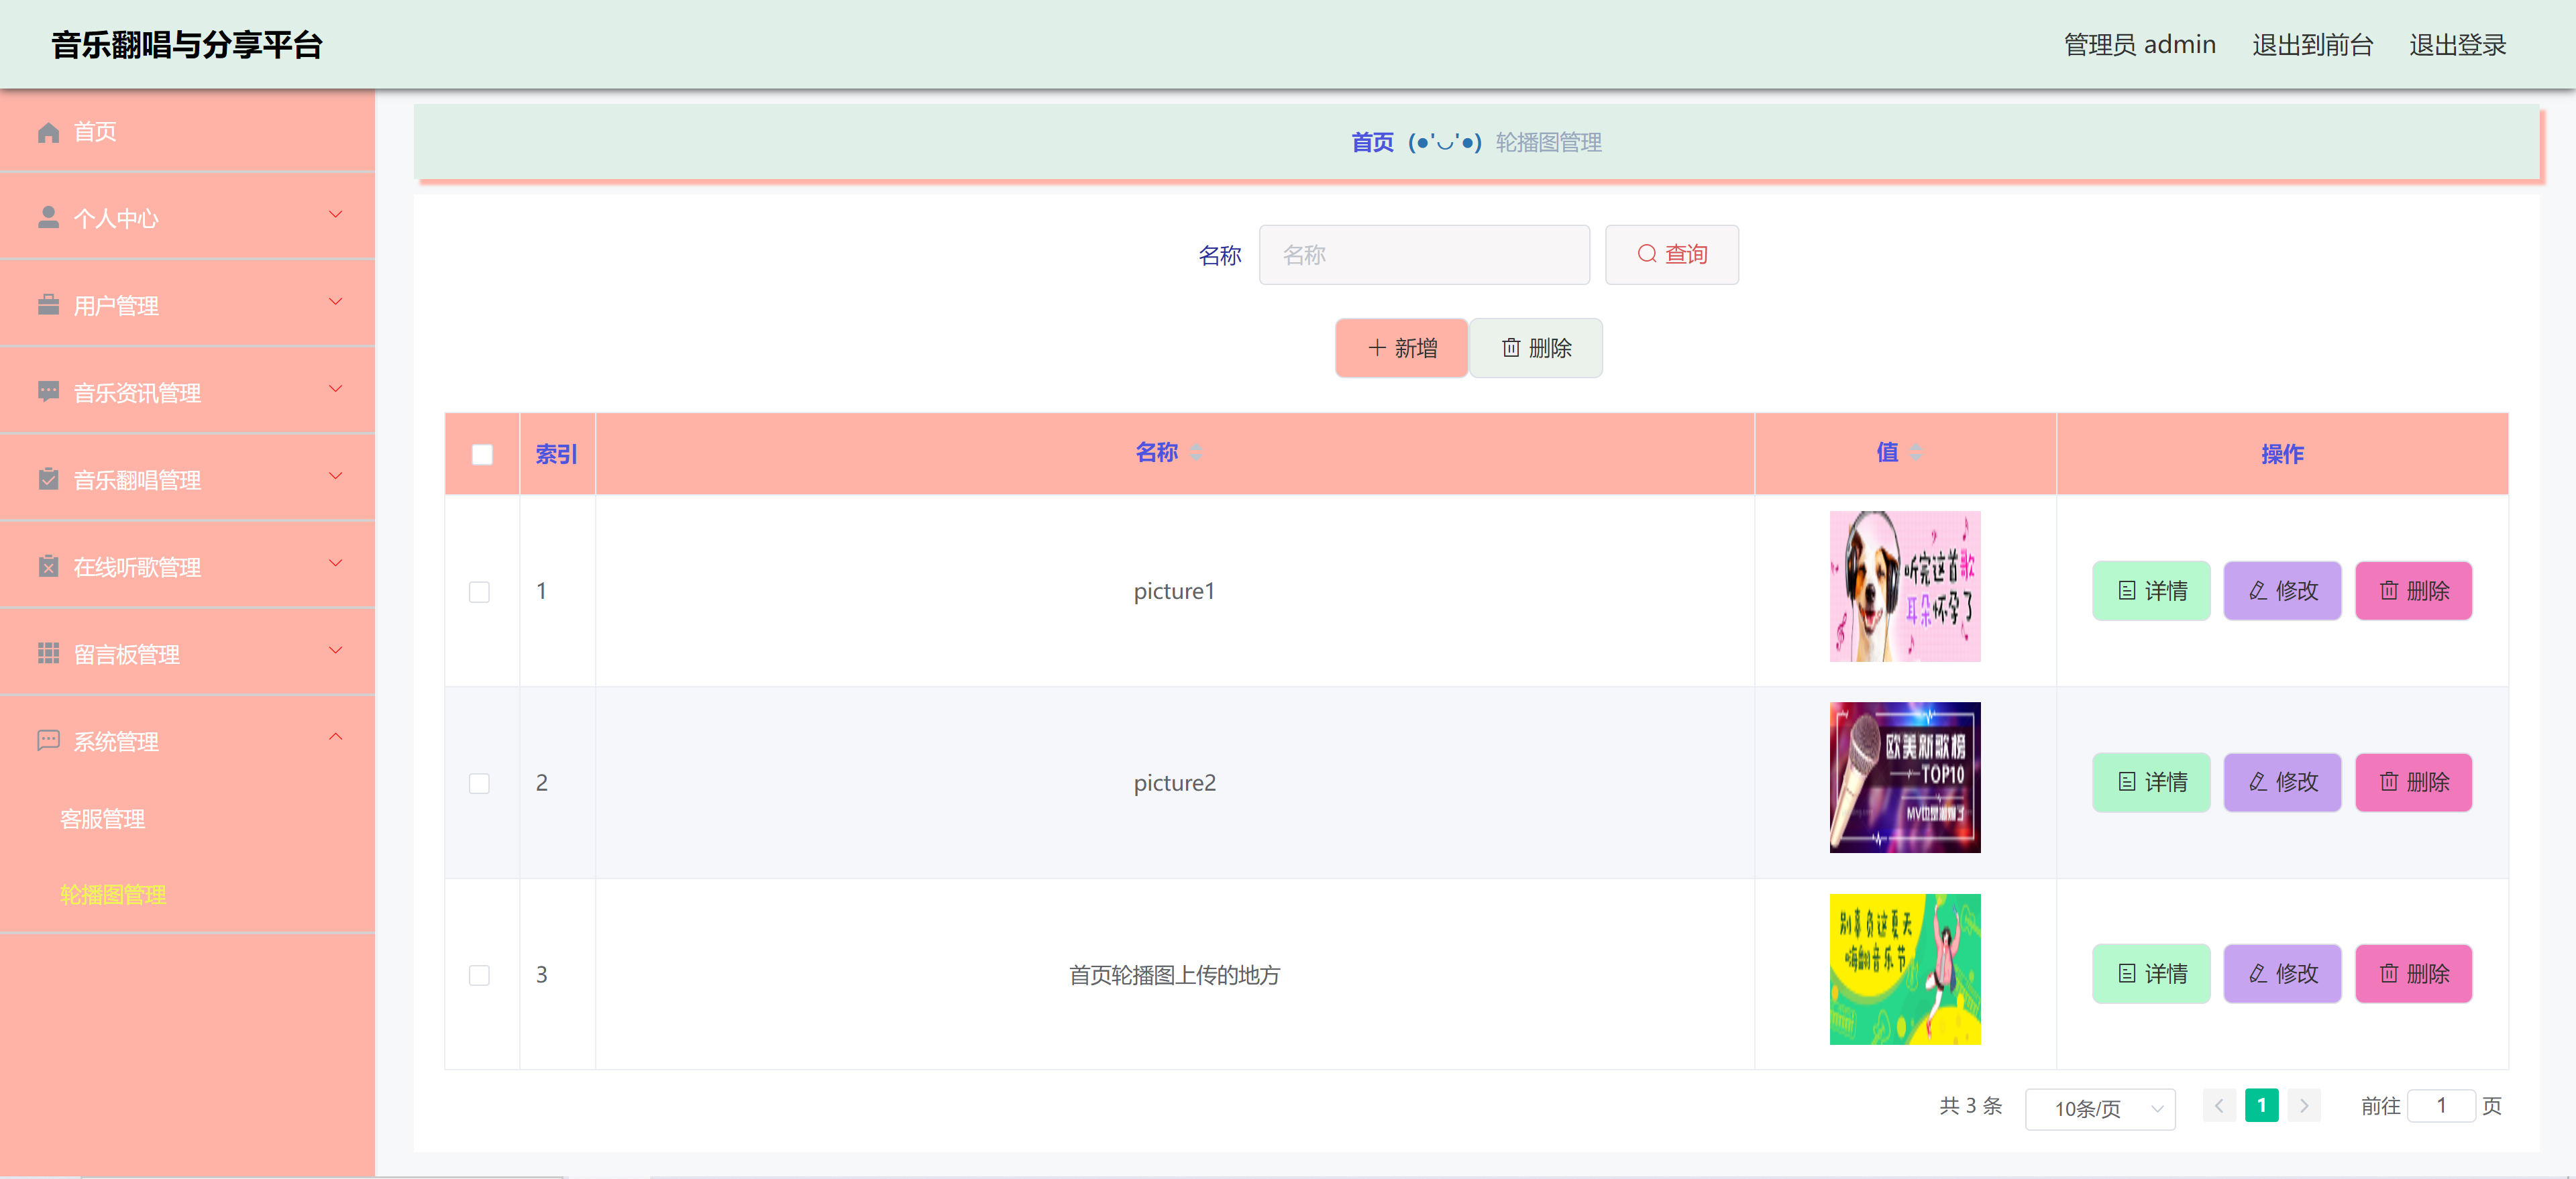 音乐翻唱与分享平台
管理员 admin 退出到前台 退出登录
首页
个人中心
用户管理
音乐资讯管理
音乐翻唱管理
在线听歌管理
留言板管理
系统管理
客服管理
轮播图管理
首页 (●'◡'●) 轮播图管理
名称 名称 查询
新增 删除
索引 名称 值 操作
1 picture1
听完这首歌
耳朵怀孕了
详情 修改 删除
2 picture2
欧美新歌榜
TOP10
详情 修改 删除
3 首页轮播图上传的地方
别辜负这夏天
嗨曲的音乐节
详情 修改 删除
共 3 条 10条/页 1 前往 1 页